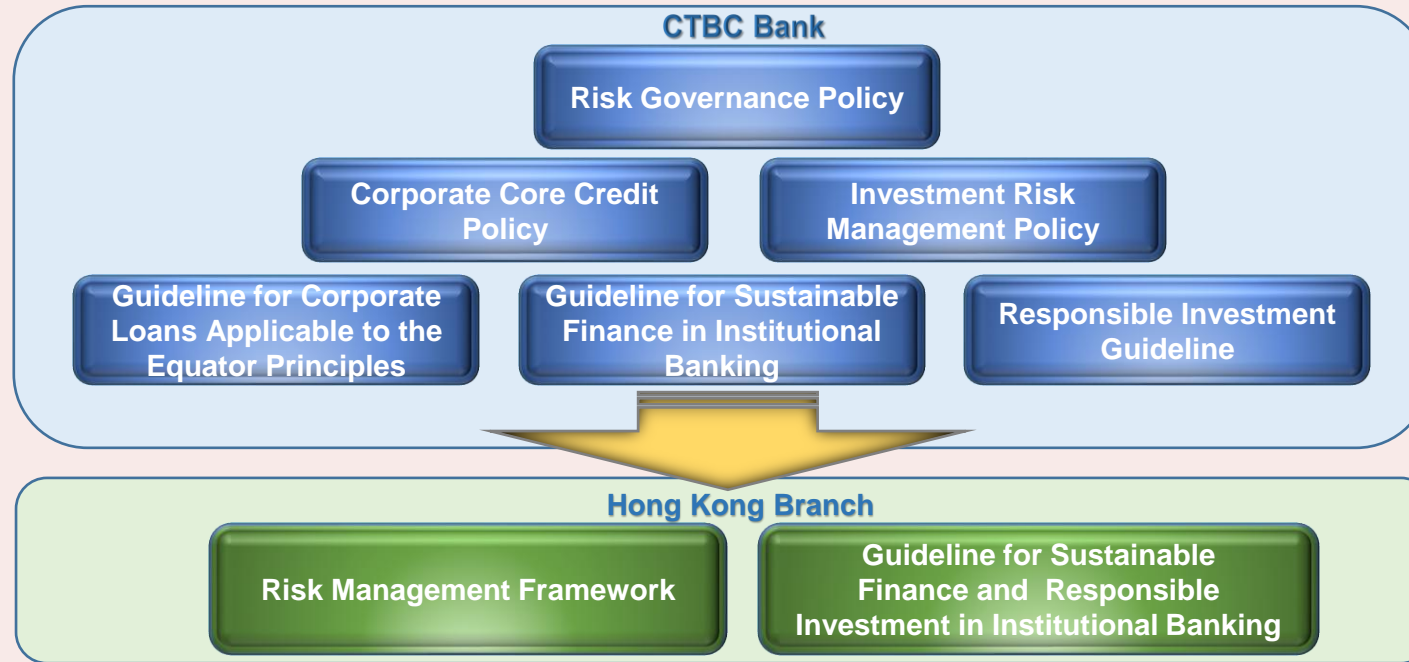 CTBC Bank
Risk Governance Policy
Corporate Core Credit
Policy
Investment Risk
Management Policy
Guideline for Corporate
Loans Applicable to the
Equator Principles
Guideline for Sustainable
Finance in Institutional
Banking
Responsible Investment
Guideline
Hong Kong Branch
Risk Management Framework
Guideline for Sustainable
Finance and Responsible
Investment in Institutional Banking